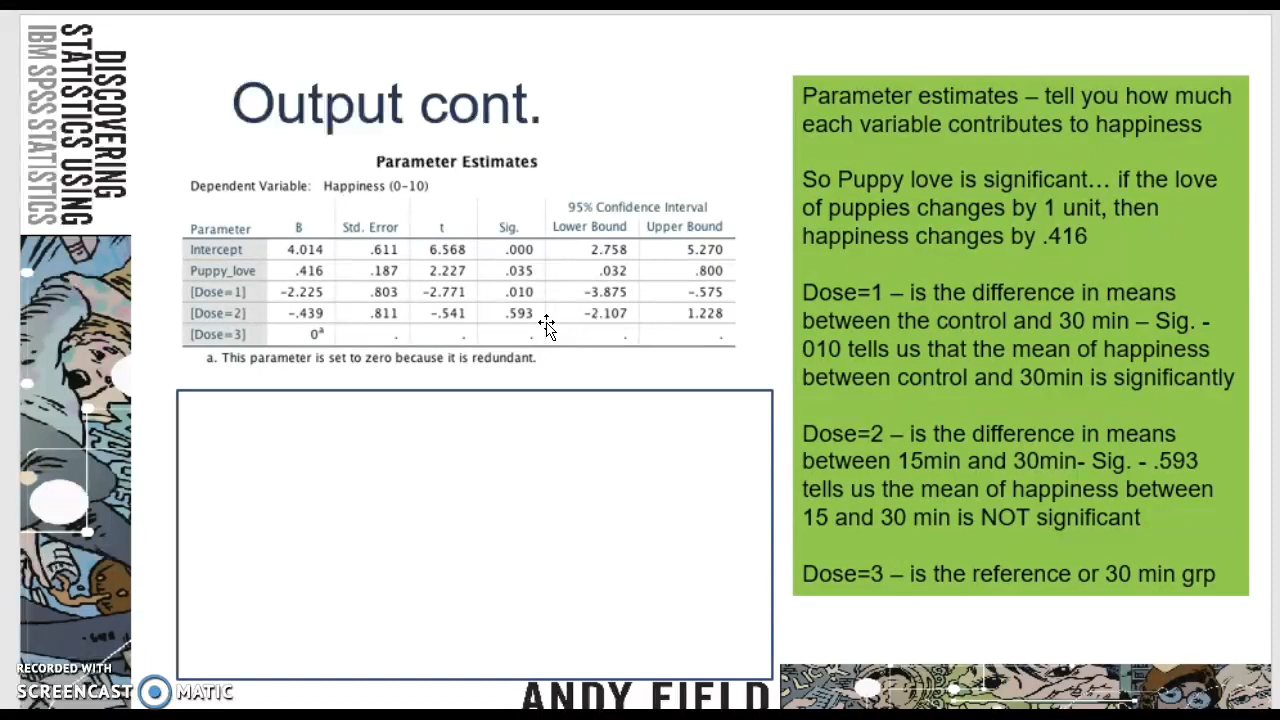 DISCOVERING
STATISTICS USING
IBM SPSS STATISTICS
Output cont.
Parameter Estimates
Dependent Variable: Happiness (0-10)
95% Confidence Interval
Parameter B Std. Error t Sig. Lower Bound Upper Bound
Intercept 4.014 .611 6.568 .000 2.758 5.270
Puppy_love .416 .187 2.227 .035 .032 .800
[Dose=1] -2.225 .803 -2.771 .010 -3.875 -.575
[Dose=2] -.439 .811 -.541 .593 -2.107 1.228
[Dose=3] 0ᵃ . . . . .
a. This parameter is set to zero because it is redundant.
Parameter estimates – tell you how much
each variable contributes to happiness
So Puppy love is significant… if the love
of puppies changes by 1 unit, then
happiness changes by .416
Dose=1 – is the difference in means
between the control and 30 min – Sig. -
010 tells us that the mean of happiness
between control and 30min is significantly
Dose=2 – is the difference in means
between 15min and 30min- Sig. - .593
tells us the mean of happiness between
15 and 30 min is NOT significant
Dose=3 – is the reference or 30 min grp
RECORDED WITH
SCREENCAST MATIC
ANDY FIELD